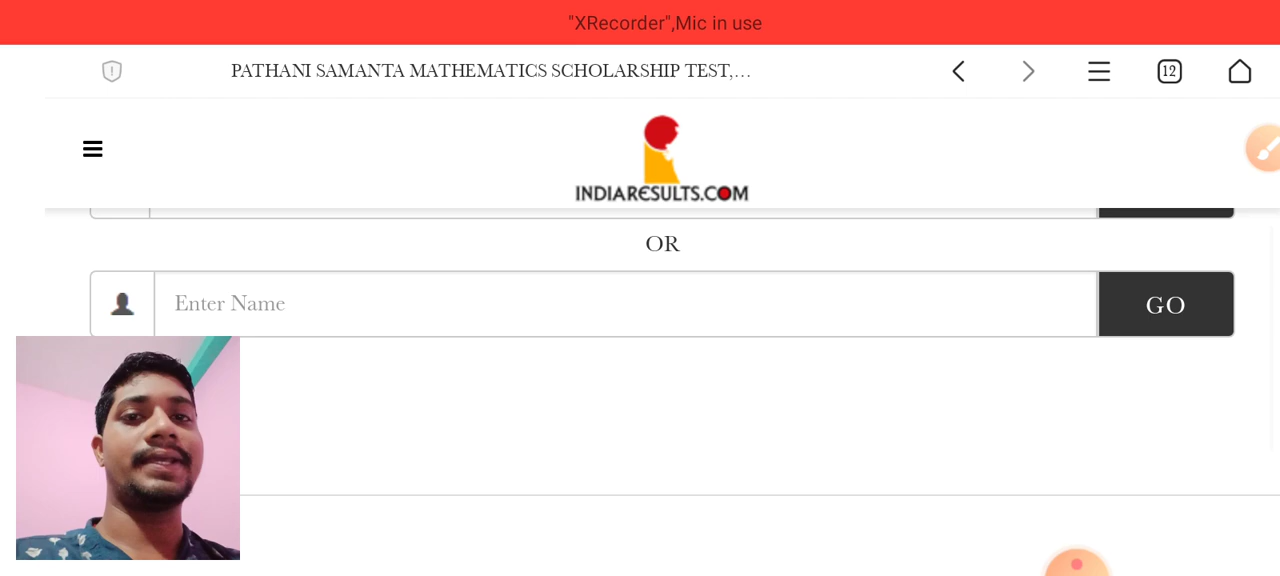 "XRecorder",Mic in use
PATHANI SAMANTA MATHEMATICS SCHOLARSHIP TEST,...
12
INDIARESULTS.COM
OR
Enter Name
GO